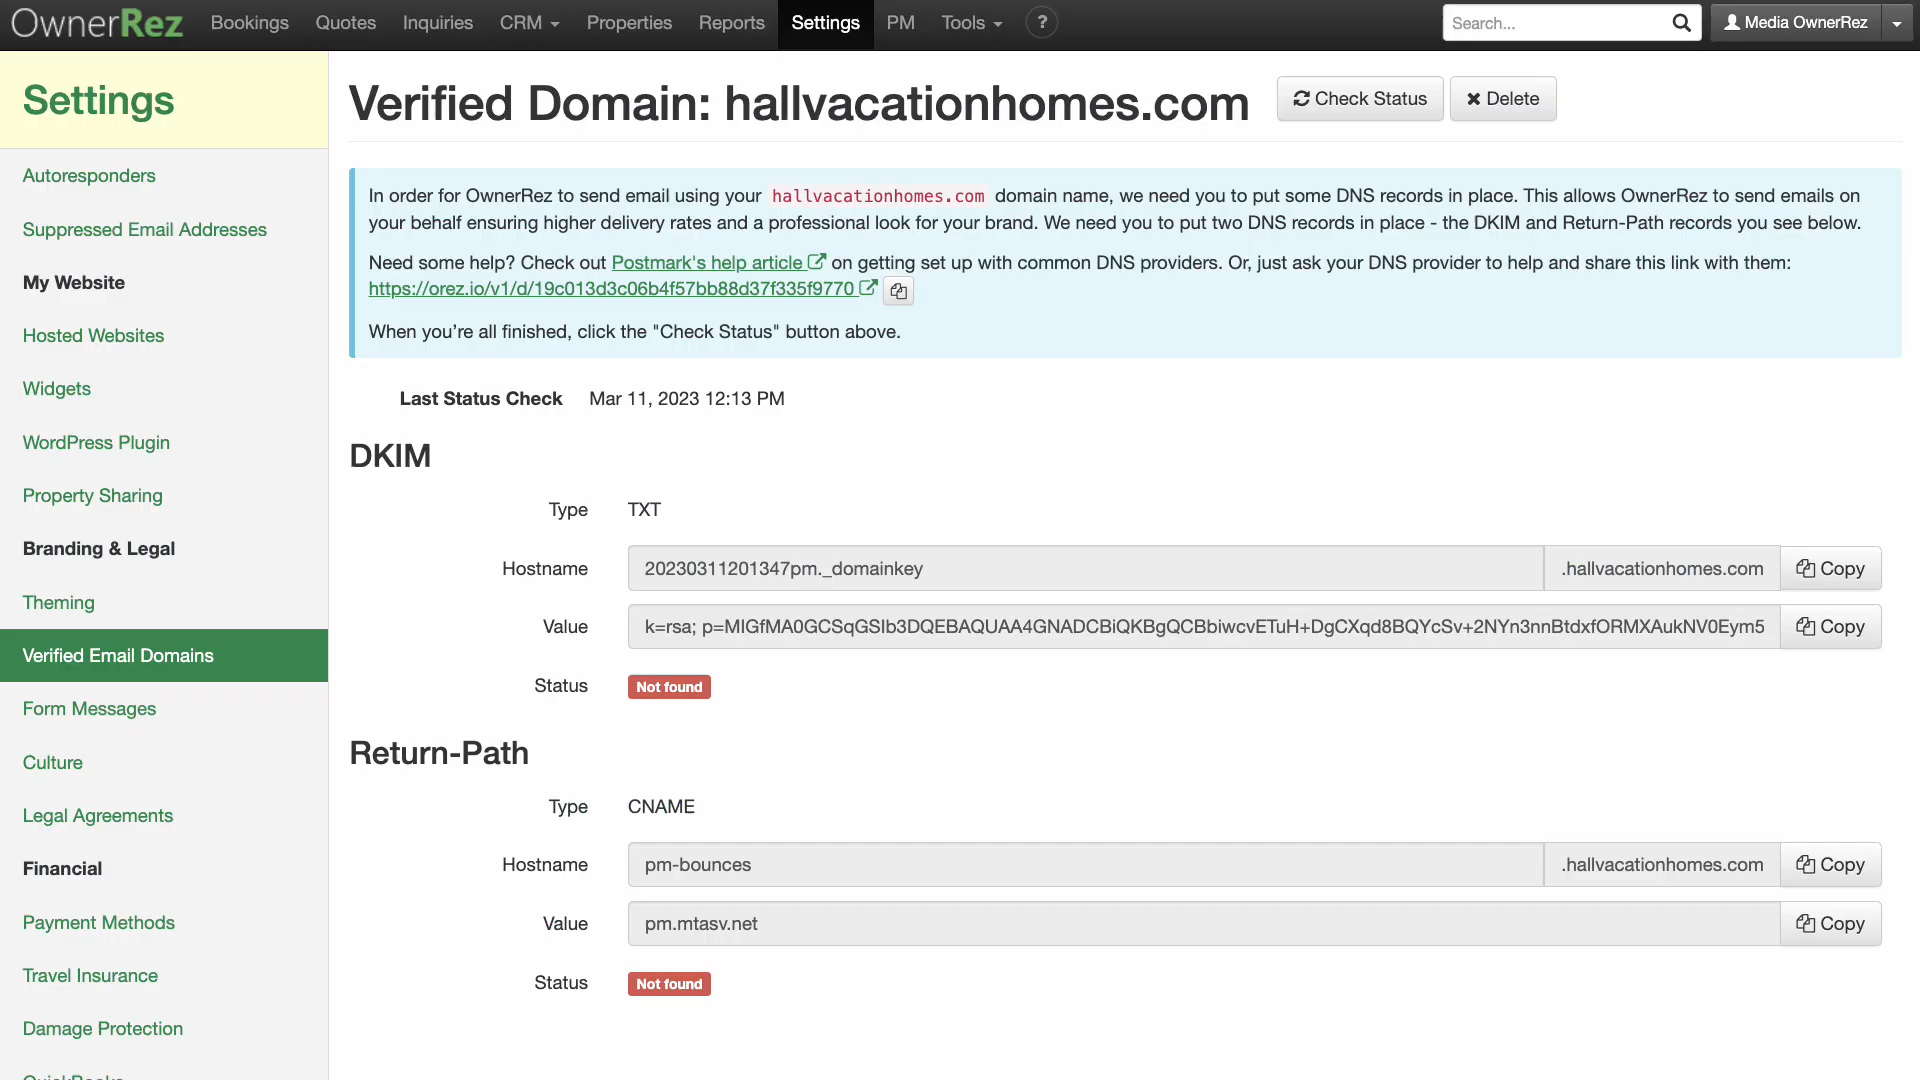 OwnerRez Bookings Quotes Inquiries CRM Properties Reports Settings PM Tools ? Search... Media OwnerRez
Settings
Autoresponders
Suppressed Email Addresses
My Website
Hosted Websites
Widgets
WordPress Plugin
Property Sharing
Branding & Legal
Theming
Verified Email Domains
Form Messages
Culture
Legal Agreements
Financial
Payment Methods
Travel Insurance
Damage Protection
QuickBooks
Verified Domain: hallvacationhomes.com Check Status Delete
In order for OwnerRez to send email using your hallvacationhomes.com domain name, we need you to put some DNS records in place. This allows OwnerRez to send emails on
your behalf ensuring higher delivery rates and a professional look for your brand. We need you to put two DNS records in place - the DKIM and Return-Path records you see below.
Need some help? Check out Postmark's help article on getting set up with common DNS providers. Or, just ask your DNS provider to help and share this link with them:
https://orez.io/v1/d/19c013d3c06b4f57bb88d37f335f9770
When you’re all finished, click the "Check Status" button above.
Last Status Check Mar 11, 2023 12:13 PM
DKIM
Type TXT
Hostname 20230311201347pm._domainkey .hallvacationhomes.com Copy
Value k=rsa; p=MIGfMA0GCSqGSIb3DQEBAQUAA4GNADCBiQKBgQCBbiwcvETuH+DgCXqd8BQYcSv+2NYn3nnBtdxfORMXAukNV0Eym5 Copy
Status Not found
Return-Path
Type CNAME
Hostname pm-bounces .hallvacationhomes.com Copy
Value pm.mtasv.net Copy
Status Not found